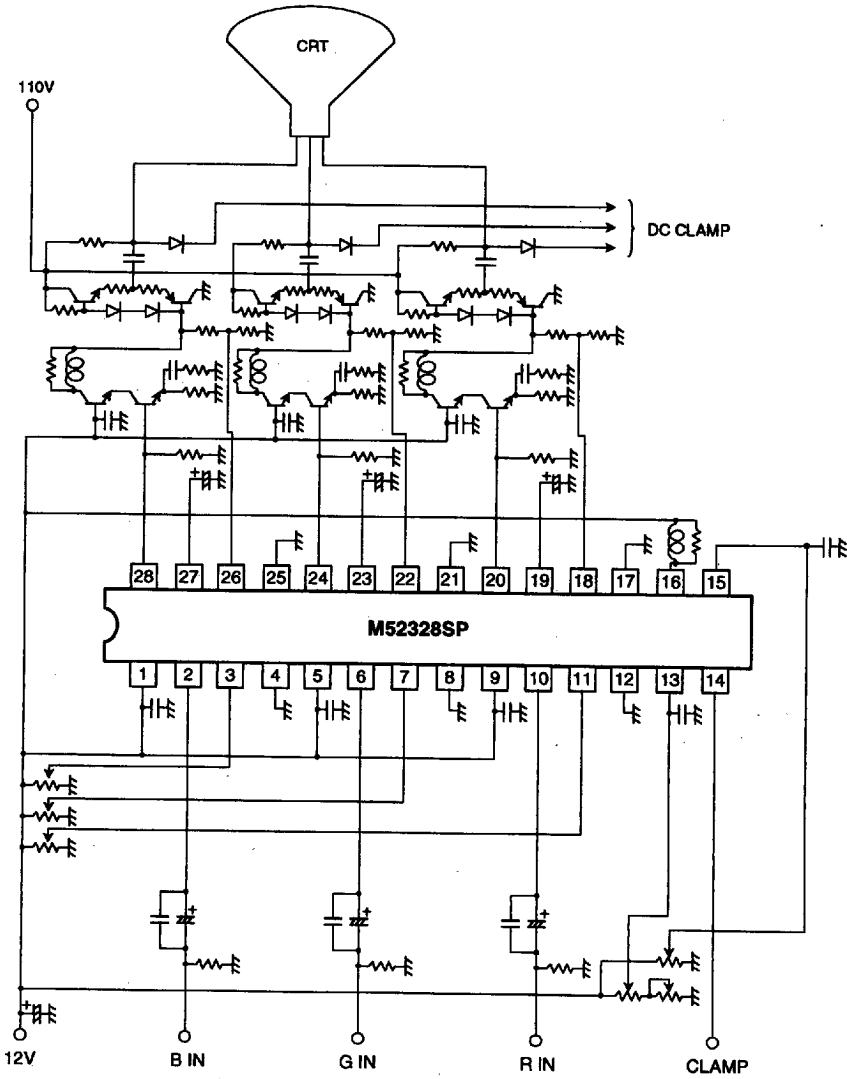 CRT
110V
DC CLAMP
28 27 26 25 24 23 22 21 20 19 18 17 16 15
M52328SP
1 2 3 4 5 6 7 8 9 10 11 12 13 14
+
+
+
+
+
+
+
12V
B IN
G IN
R IN
CLAMP